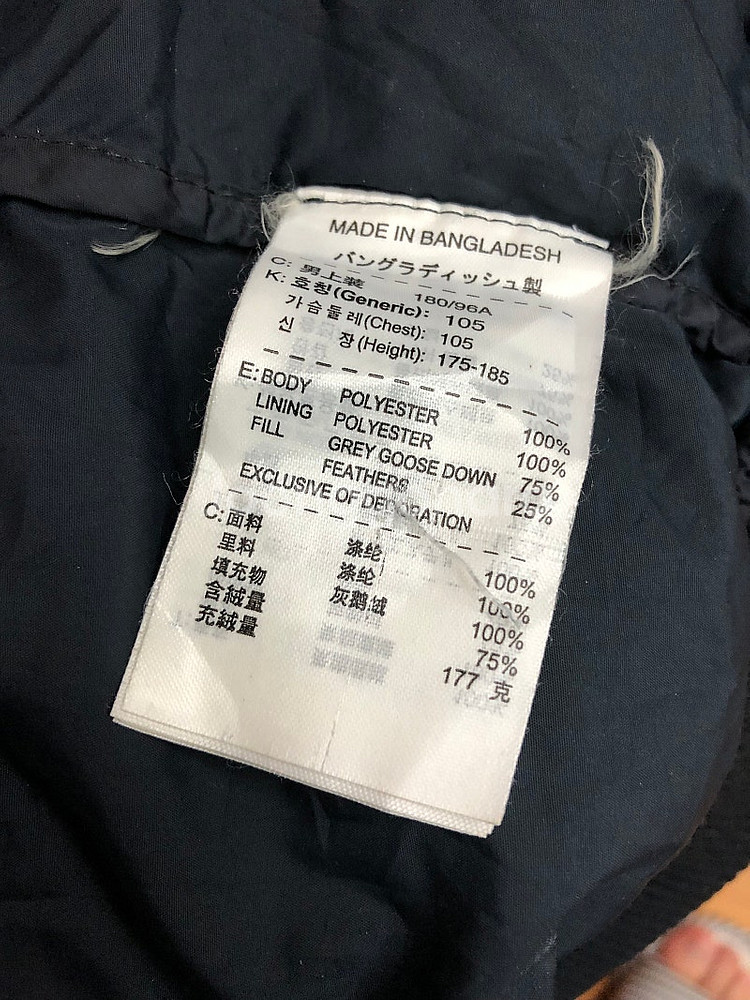 MADE IN BANGLADESH
バングラディッシュ製
C: 男上装 180/96A
K: 호칭(Generic): 105
가슴둘레(Chest): 105
신 장(Height): 175-185
E: BODY POLYESTER 100%
LINING POLYESTER 100%
FILL GREY GOOSE DOWN 75%
FEATHERS 25%
EXCLUSIVE OF DECORATION
C: 面料 涤纶 100%
里料 涤纶 100%
填充物 灰鹅绒 100%
含絨量 75%
充絨量 177 克